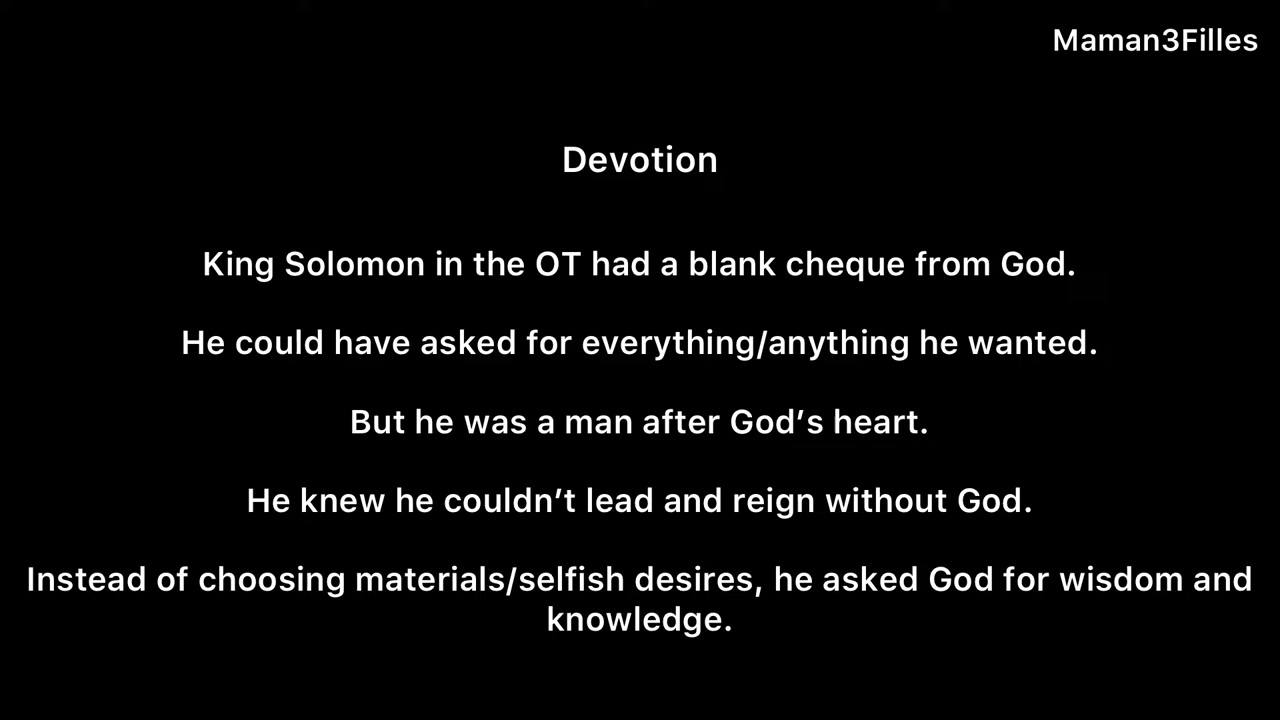 Maman3Filles
Devotion
King Solomon in the OT had a blank cheque from God.
He could have asked for everything/anything he wanted.
But he was a man after God’s heart.
He knew he couldn’t lead and reign without God.
Instead of choosing materials/selfish desires, he asked God for wisdom and
knowledge.